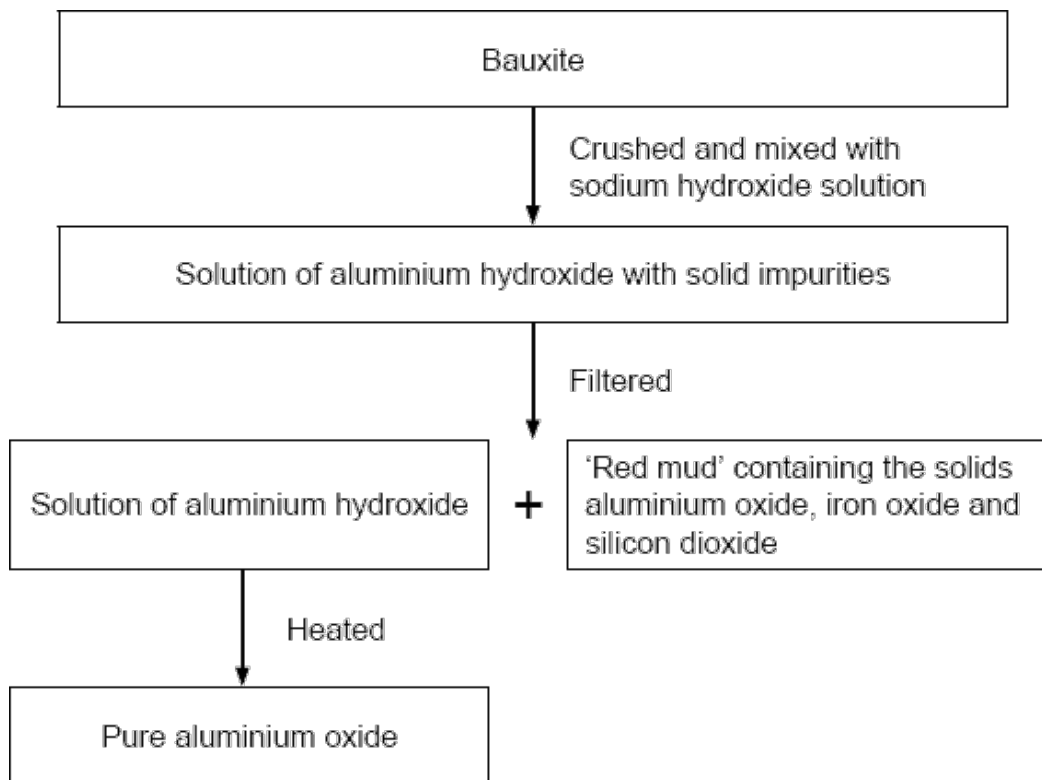 Bauxite
Crushed and mixed with
sodium hydroxide solution
Solution of aluminium hydroxide with solid impurities
Filtered
Solution of aluminium hydroxide
+
‘Red mud’ containing the solids
aluminium oxide, iron oxide and
silicon dioxide
Heated
Pure aluminium oxide